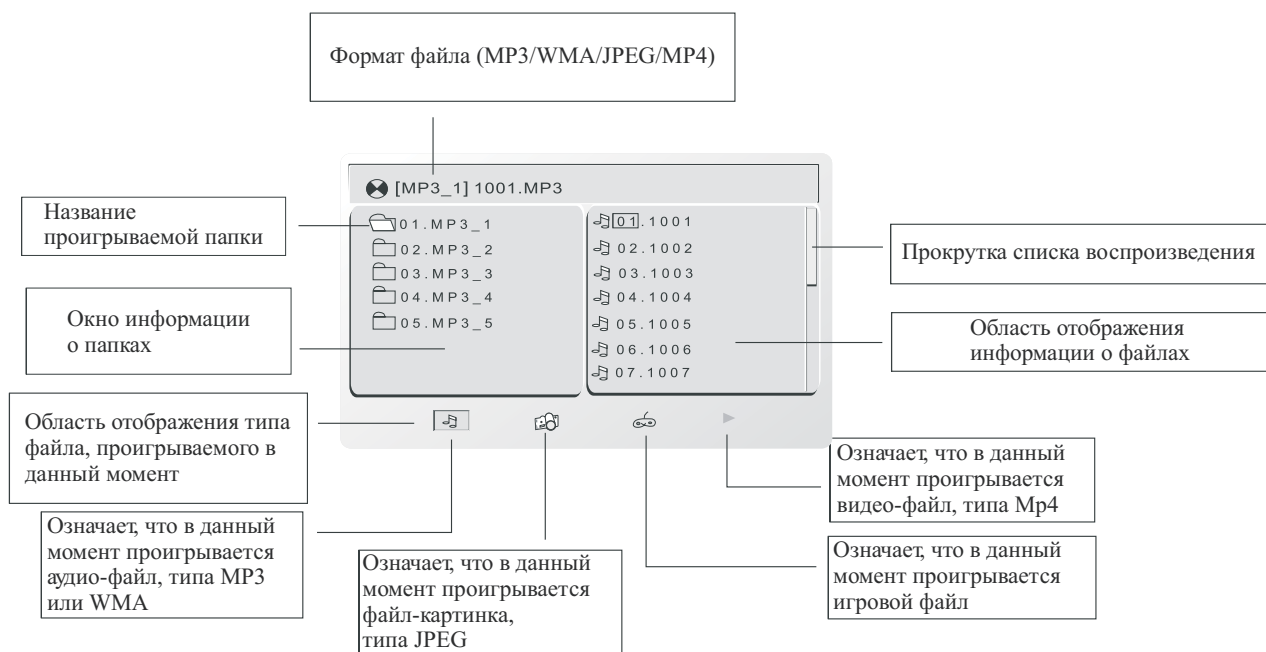 Формат файла (MP3/WMA/JPEG/MP4)
[MP3_1] 1001.MP3
Название
проигрываемой папки
01.MP3_1
02.MP3_2
03.MP3_3
04.MP3_4
05.MP3_5
01.1001
02.1002
03.1003
04.1004
05.1005
06.1006
07.1007
Прокрутка списка воспроизведения
Окно информации
о папках
Область отображения
информации о файлах
Область отображения типа
файла, проигрываемого в
данный момент
Означает, что в данный
момент проигрывается
видео-файл, типа Mp4
Означает, что в данный
момент проигрывается
аудио-файл, типа MP3
или WMA
Означает, что в данный
момент проигрывается
файл-картинка,
типа JPEG
Означает, что в данный
момент проигрывается
игровой файл